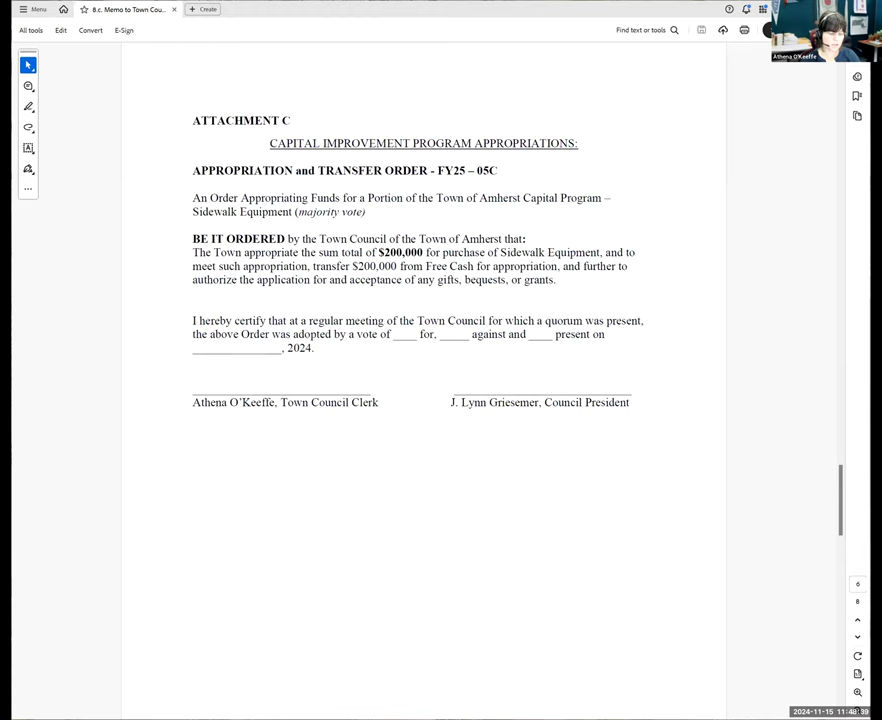 Menu
8.c. Memo to Town Cou...
Create
All tools
Edit
Convert
E-Sign
Find text or tools
Athena O'Keeffe
ATTACHMENT C
CAPITAL IMPROVEMENT PROGRAM APPROPRIATIONS:
APPROPRIATION and TRANSFER ORDER - FY25 – 05C
An Order Appropriating Funds for a Portion of the Town of Amherst Capital Program –
Sidewalk Equipment (majority vote)
BE IT ORDERED by the Town Council of the Town of Amherst that:
The Town appropriate the sum total of $200,000 for purchase of Sidewalk Equipment, and to
meet such appropriation, transfer $200,000 from Free Cash for appropriation, and further to
authorize the application for and acceptance of any gifts, bequests, or grants.
I hereby certify that at a regular meeting of the Town Council for which a quorum was present,
the above Order was adopted by a vote of ____ for, _____ against and ____ present on
_______________, 2024.
Athena O'Keeffe, Town Council Clerk
J. Lynn Griesemer, Council President
6
8
2024-11-15 11:48:39